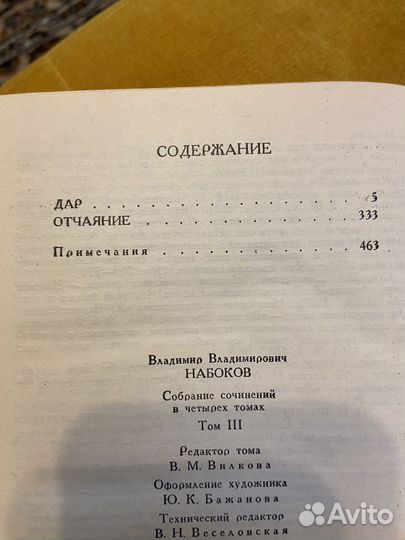 СОДЕРЖАНИЕ
ДАР . . . . . . . . . . . . . . . . 5
ОТЧАЯНИЕ . . . . . . . . . . . . . 333
Примечания . . . . . . . . . . . . 463
Владимир Владимирович
НАБОКОВ
Собрание сочинений
в четырех томах
Том III
Редактор тома
В. М. Вилкова
Оформление художника
Ю. К. Бажанова
Технический редактор
В. Н. Веселовская
Avito